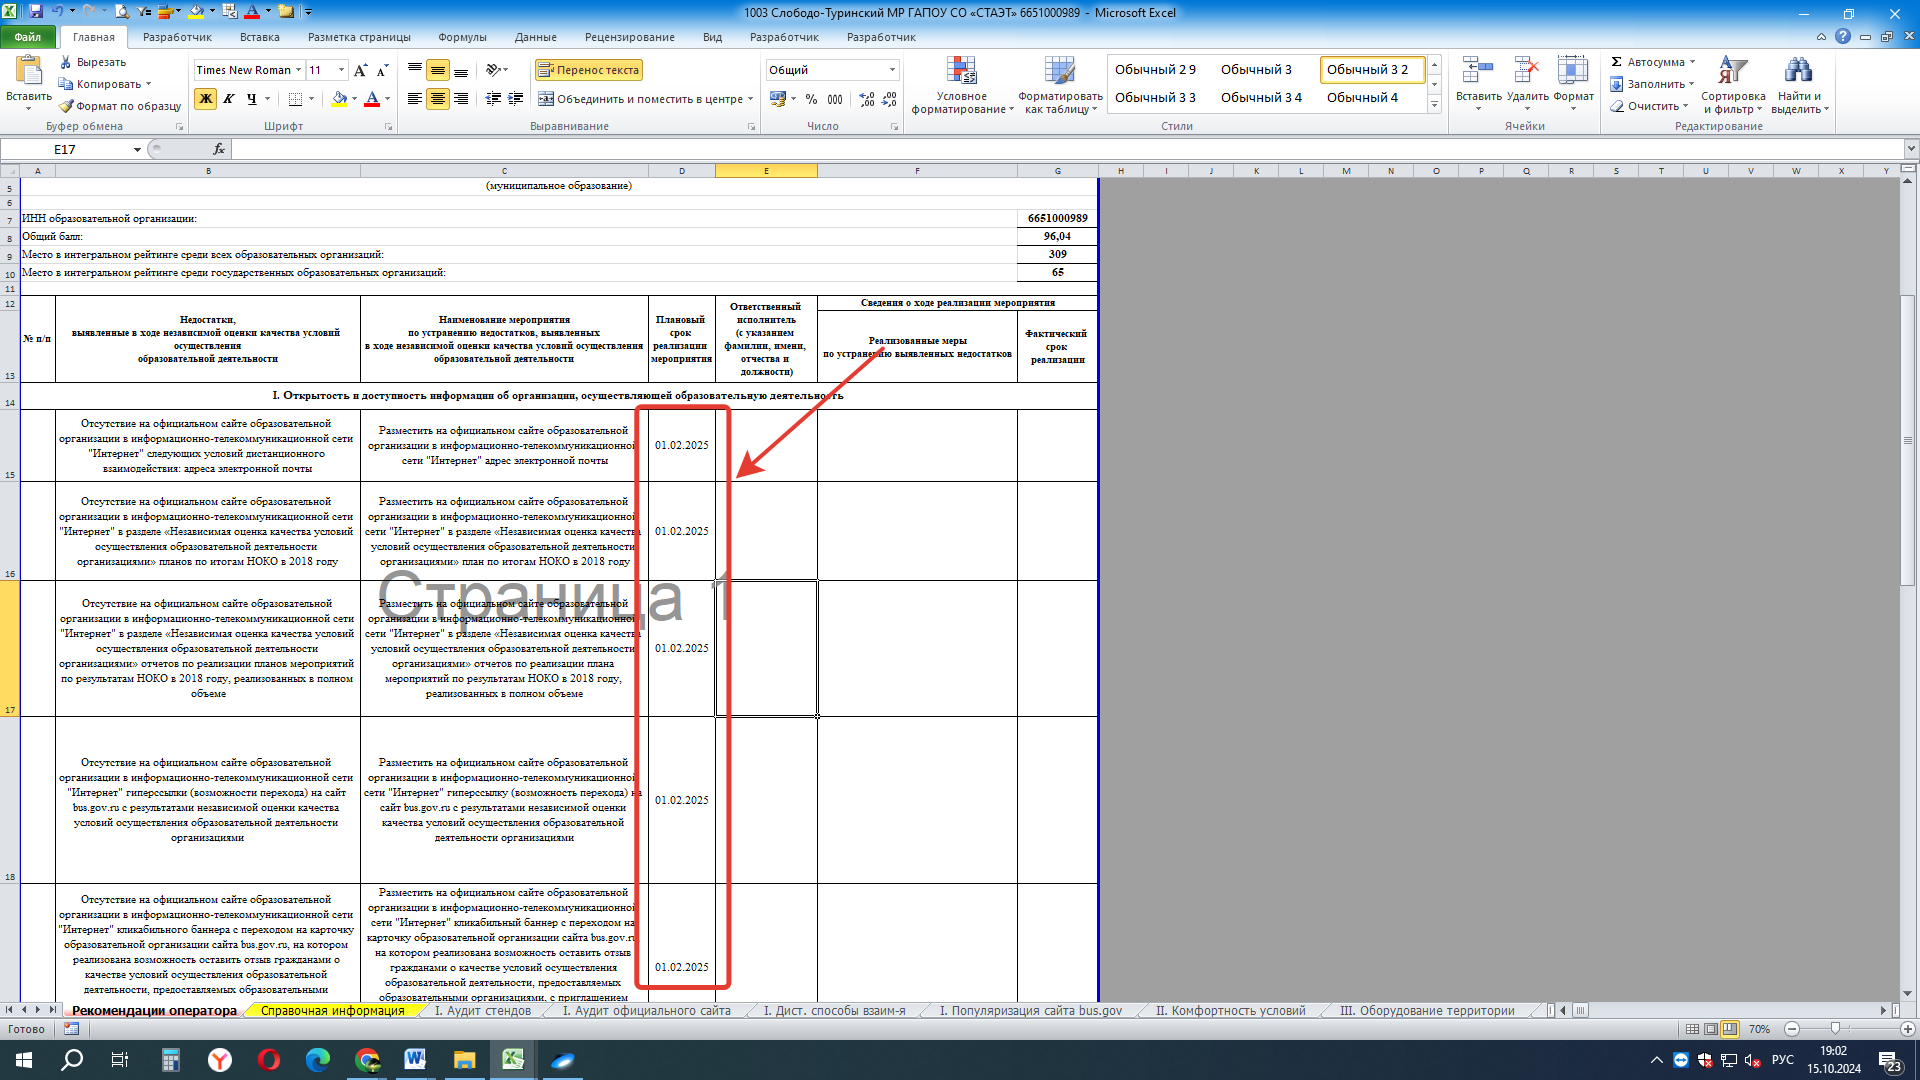 1003 Слободо-Туринский МР ГАПОУ СО «СТАЭТ» 6651000989 - Microsoft Excel
Файл Главная Разработчик Вставка Разметка страницы Формулы Данные Рецензирование Вид Разработчик Разработчик
Вставить
Вырезать
Копировать
Формат по образцу
Буфер обмена
Times New Roman 11
Ж К Ч
Шрифт
Перенос текста
Объединить и поместить в центре
Выравнивание
Общий
% 000
Число
Условное форматирование
Форматировать как таблицу
Обычный 2 9 Обычный 3 Обычный 3 2
Обычный 3 3 Обычный 3 4 Обычный 4
Стили
Вставить Удалить Формат
Ячейки
Автосумма
Заполнить
Очистить
Сортировка и фильтр
Найти и выделить
Редактирование
E17 fx
A B C D E F G H I J K L M N O P Q R S T U V W X Y
5 (муниципальное образование)
6
7 ИНН образовательной организации: 6651000989
8 Общий балл: 96,04
9 Место в интегральном рейтинге среди всех образовательных организаций: 309
10 Место в интегральном рейтинге среди государственных образовательных организаций: 65
11
12
13
№ п/п
Недостатки,
выявленные в ходе независимой оценки качества условий
осуществления
образовательной деятельности
Наименование мероприятия
по устранению недостатков, выявленных
в ходе независимой оценки качества условий осуществления
образовательной деятельности
Плановый
срок
реализации
мероприятия
Ответственный
исполнитель
(с указанием
фамилии, имени,
отчества и
должности)
Сведения о ходе реализации мероприятия
Реализованные меры
по устранению выявленных недостатков
Фактический
срок
реализации
14 I. Открытость и доступность информации об организации, осуществляющей образовательную деятельность
15
Отсутствие на официальном сайте образовательной
организации в информационно-телекоммуникационной сети
"Интернет" следующих условий дистанционного
взаимодействия: адреса электронной почты
Разместить на официальном сайте образовательной
организации в информационно-телекоммуникационной
сети "Интернет" адрес электронной почты
01.02.2025
16
Отсутствие на официальном сайте образовательной
организации в информационно-телекоммуникационной сети
"Интернет" в разделе «Независимая оценка качества условий
осуществления образовательной деятельности
организациями» планов по итогам НОКО в 2018 году
Разместить на официальном сайте образовательной
организации в информационно-телекоммуникационной
сети "Интернет" в разделе «Независимая оценка качества
условий осуществления образовательной деятельности
организациями» план по итогам НОКО в 2018 году
01.02.2025
Страница 1
17
Отсутствие на официальном сайте образовательной
организации в информационно-телекоммуникационной сети
"Интернет" в разделе «Независимая оценка качества условий
осуществления образовательной деятельности
организациями» отчетов по реализации планов мероприятий
по результатам НОКО в 2018 году, реализованных в полном
объеме
Разместить на официальном сайте образовательной
организации в информационно-телекоммуникационной
сети "Интернет" в разделе «Независимая оценка качества
условий осуществления образовательной деятельности
организациями» отчетов по реализации плана
мероприятий по результатам НОКО в 2018 году,
реализованных в полном объеме
01.02.2025
18
Отсутствие на официальном сайте образовательной
организации в информационно-телекоммуникационной сети
"Интернет" гиперссылки (возможности перехода) на сайт
bus.gov.ru с результатами независимой оценки качества
условий осуществления образовательной деятельности
организациями
Разместить на официальном сайте образовательной
организации в информационно-телекоммуникационной
сети "Интернет" гиперссылку (возможность перехода) на
сайт bus.gov.ru с результатами независимой оценки
качества условий осуществления образовательной
деятельности организациями
01.02.2025
Отсутствие на официальном сайте образовательной
организации в информационно-телекоммуникационной сети
"Интернет" кликабильного баннера с переходом на карточку
образовательной организации сайта bus.gov.ru, на котором
реализована возможность оставить отзыв гражданами о
качестве условий осуществления образовательной
деятельности, предоставляемых образовательными
Разместить на официальном сайте образовательной
организации в информационно-телекоммуникационной
сети "Интернет" кликабильный баннер с переходом на
карточку образовательной организации сайта bus.gov.ru,
на котором реализована возможность оставить отзыв
гражданами о качестве условий осуществления
образовательной деятельности, предоставляемых
образовательными организациями, с приглашением
01.02.2025
Рекомендации оператора Справочная информация I. Аудит стендов I. Аудит официального сайта I. Дист. способы взаим-я I. Популяризация сайта bus.gov II. Комфортность условий III. Оборудование территории
Готово 70%
РУС 19:02
15.10.2024 23